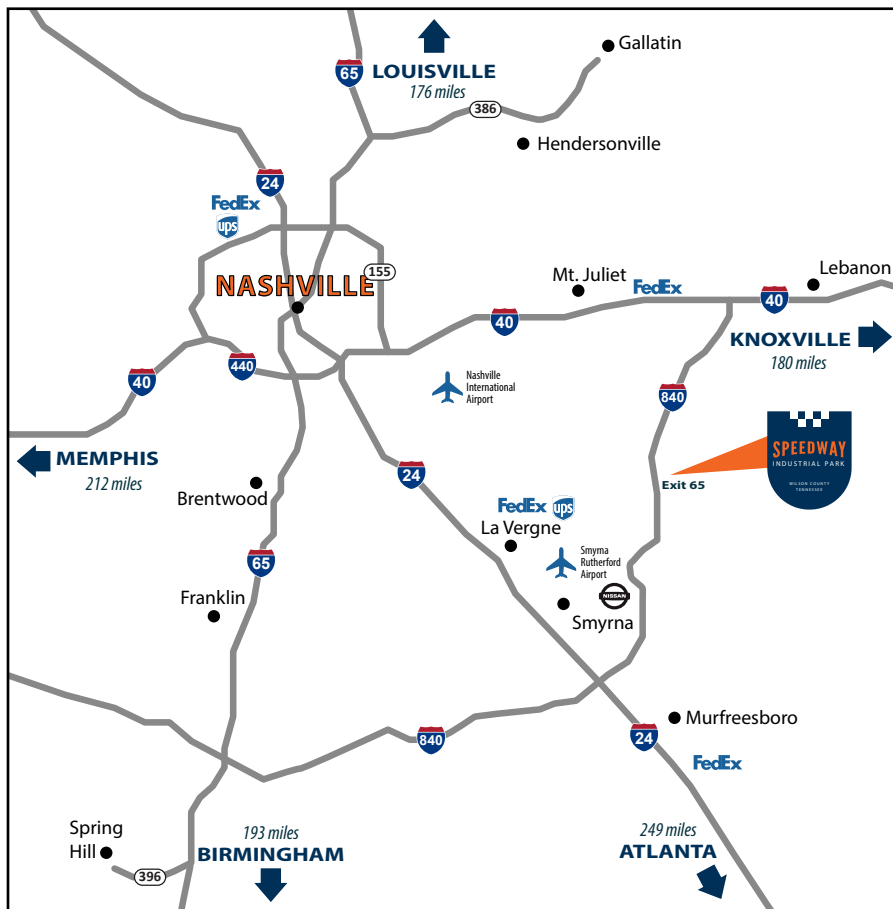 Gallatin
65
LOUISVILLE
176 miles
386
Hendersonville
24
FedEx
ups
155
NASHVILLE
Mt. Juliet
FedEx
Lebanon
40
40
KNOXVILLE
180 miles
440
40
Nashville
International
Airport
840
SPEEDWAY
INDUSTRIAL PARK
WILSON COUNTY
TENNESSEE
Exit 65
MEMPHIS
212 miles
Brentwood
24
FedEx
ups
La Vergne
65
Smyrna
Rutherford
Airport
Franklin
NISSAN
Smyrna
Murfreesboro
840
24
FedEx
Spring
Hill
396
193 miles
BIRMINGHAM
249 miles
ATLANTA